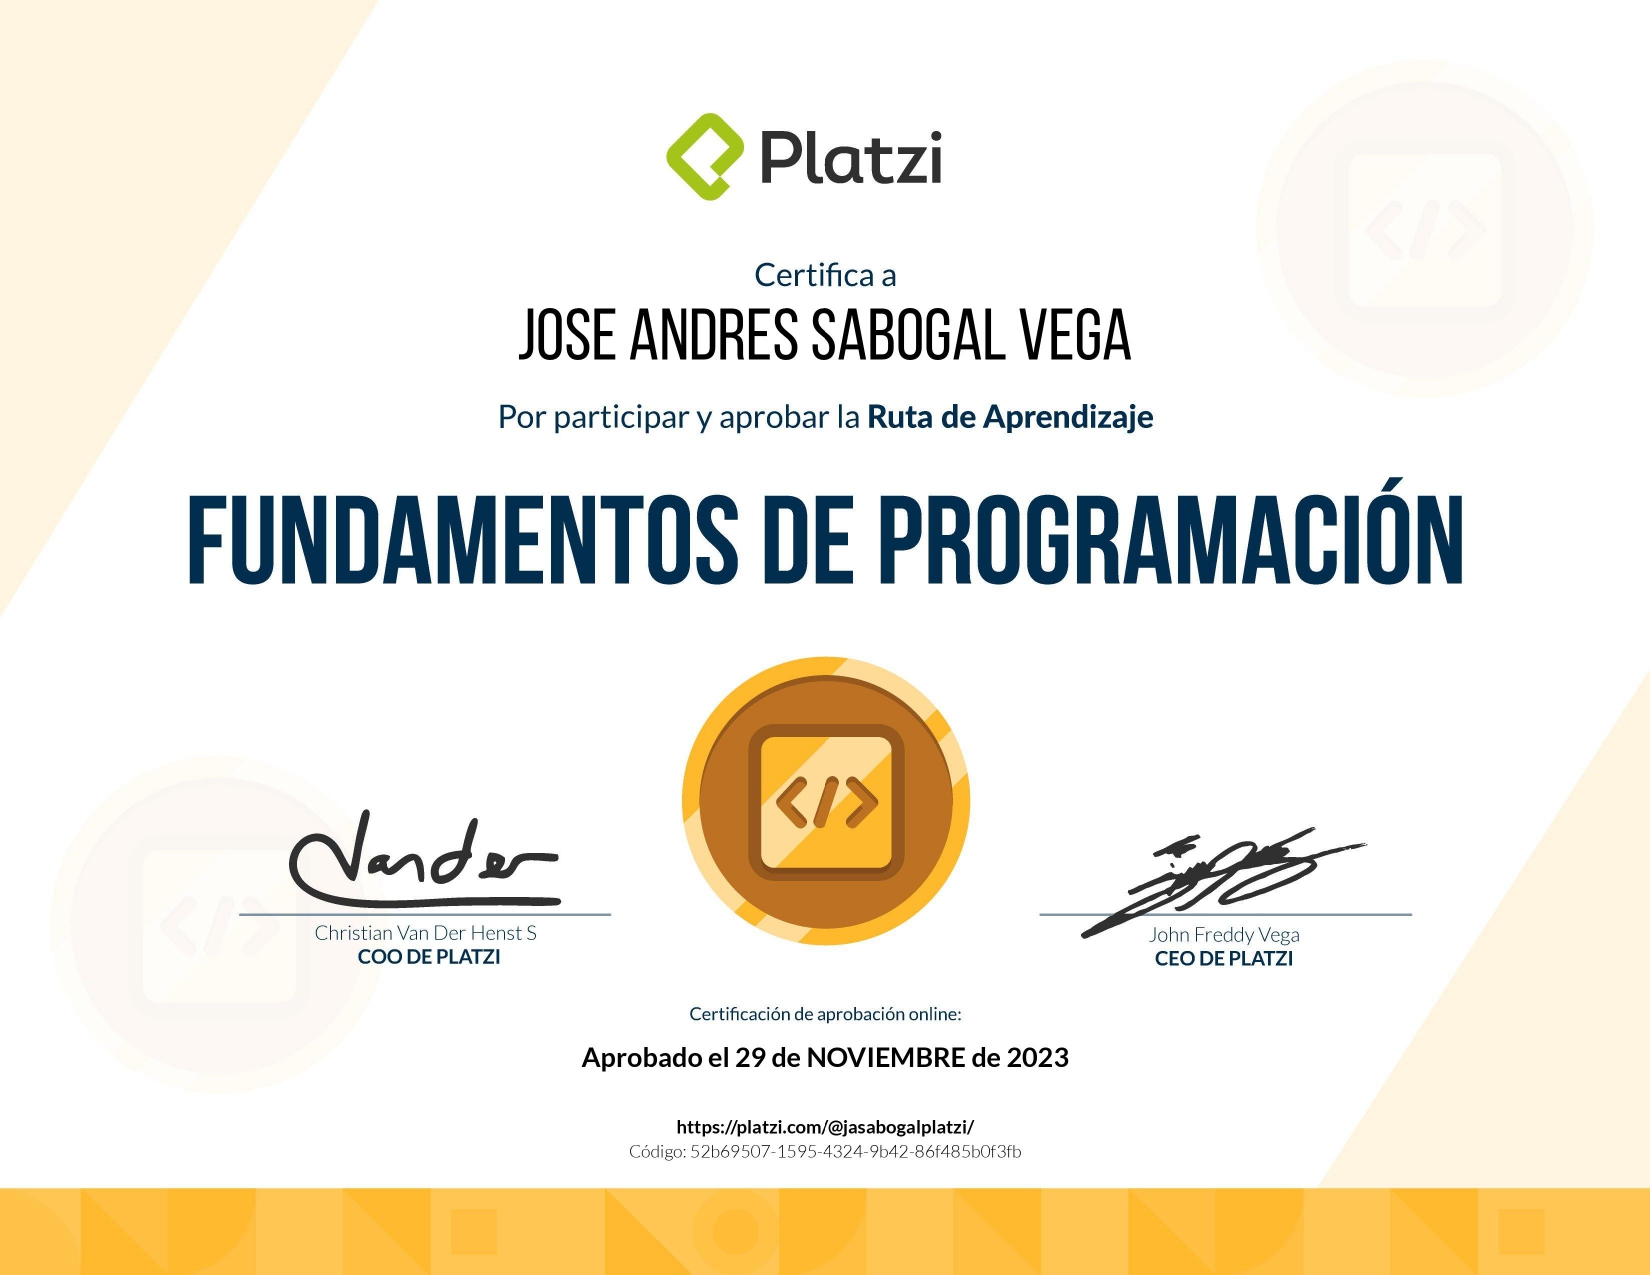 Platzi
Certifica a
JOSE ANDRES SABOGAL VEGA
Por participar y aprobar la Ruta de Aprendizaje
FUNDAMENTOS DE PROGRAMACIÓN
</>
Vander
Christian Van Der Henst S
COO DE PLATZI
John Freddy Vega
CEO DE PLATZI
Certificación de aprobación online:
Aprobado el 29 de NOVIEMBRE de 2023
https://platzi.com/@jasabogalplatzi/
Código: 52b69507-1595-4324-9b42-86f485b0f3fb